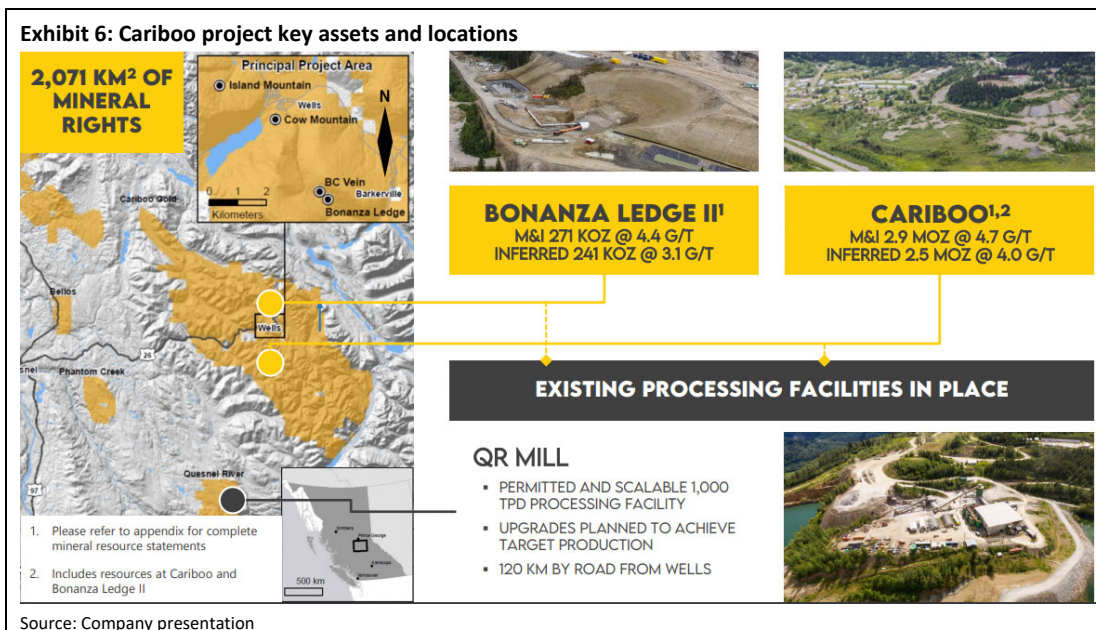 Exhibit 6: Cariboo project key assets and locations
2,071 KM² OF
MINERAL
RIGHTS
Principal Project Area
Island Mountain
Wells
Cow Mountain
N
BC Vein
Barkerville
Bonanza Ledge
0 1 2
Kilometers
Cariboo Gold
Bellos
Wells
26
snel
Phantom Creek
Quesnel River
97
Prince George
Kamloops
Vancouver
500 km
1. Please refer to appendix for complete
mineral resource statements
2. Includes resources at Cariboo and
Bonanza Ledge II
BONANZA LEDGE II¹
M&I 271 KOZ @ 4.4 G/T
INFERRED 241 KOZ @ 3.1 G/T
CARIBOO¹,²
M&I 2.9 MOZ @ 4.7 G/T
INFERRED 2.5 MOZ @ 4.0 G/T
EXISTING PROCESSING FACILITIES IN PLACE
QR MILL
▪ PERMITTED AND SCALABLE 1,000
TPD PROCESSING FACILITY
▪ UPGRADES PLANNED TO ACHIEVE
TARGET PRODUCTION
▪ 120 KM BY ROAD FROM WELLS
Source: Company presentation